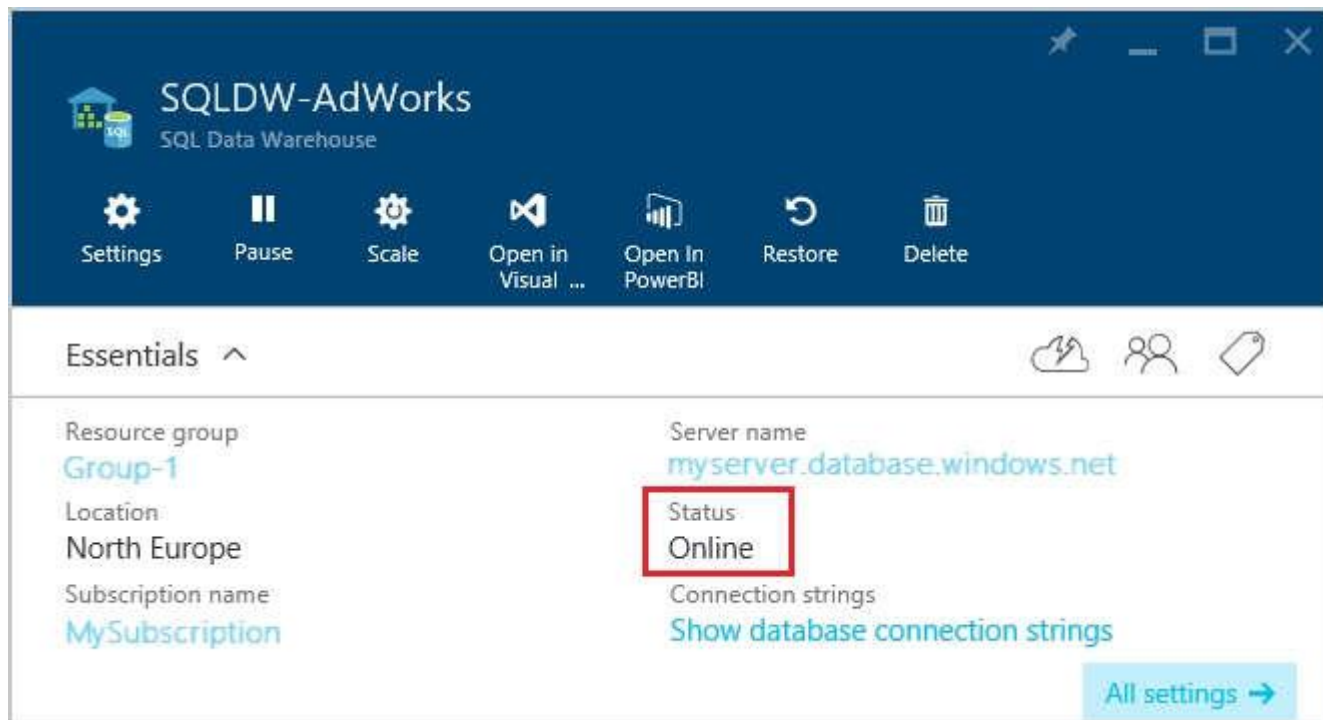 SQLDW-AdWorks
SQL Data Warehouse
SQL
Settings
Pause
Scale
Open in
Visual ...
Open In
PowerBI
Restore
Delete
Essentials
Resource group
Group-1
Server name
myserver.database.windows.net
Location
North Europe
Status
Online
Subscription name
MySubscription
Connection strings
Show database connection strings
All settings →